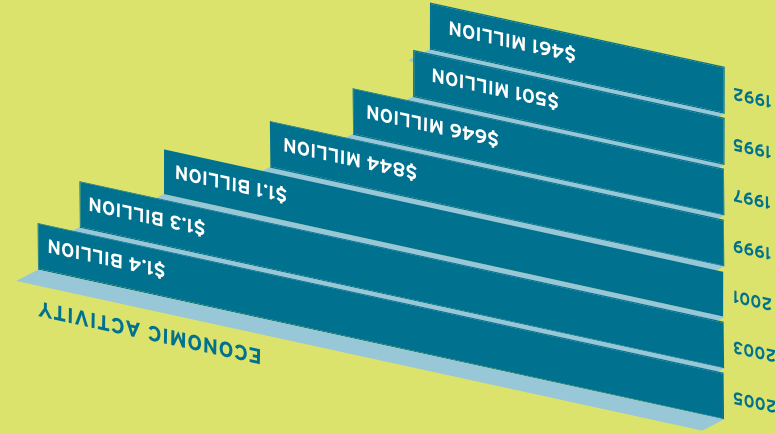 ECONOMIC ACTIVITY
2005 $1.4 BILLION
2003 $1.3 BILLION
2001 $1.1 BILLION
1999 $844 MILLION
1997 $646 MILLION
1995 $501 MILLION
1992 $461 MILLION